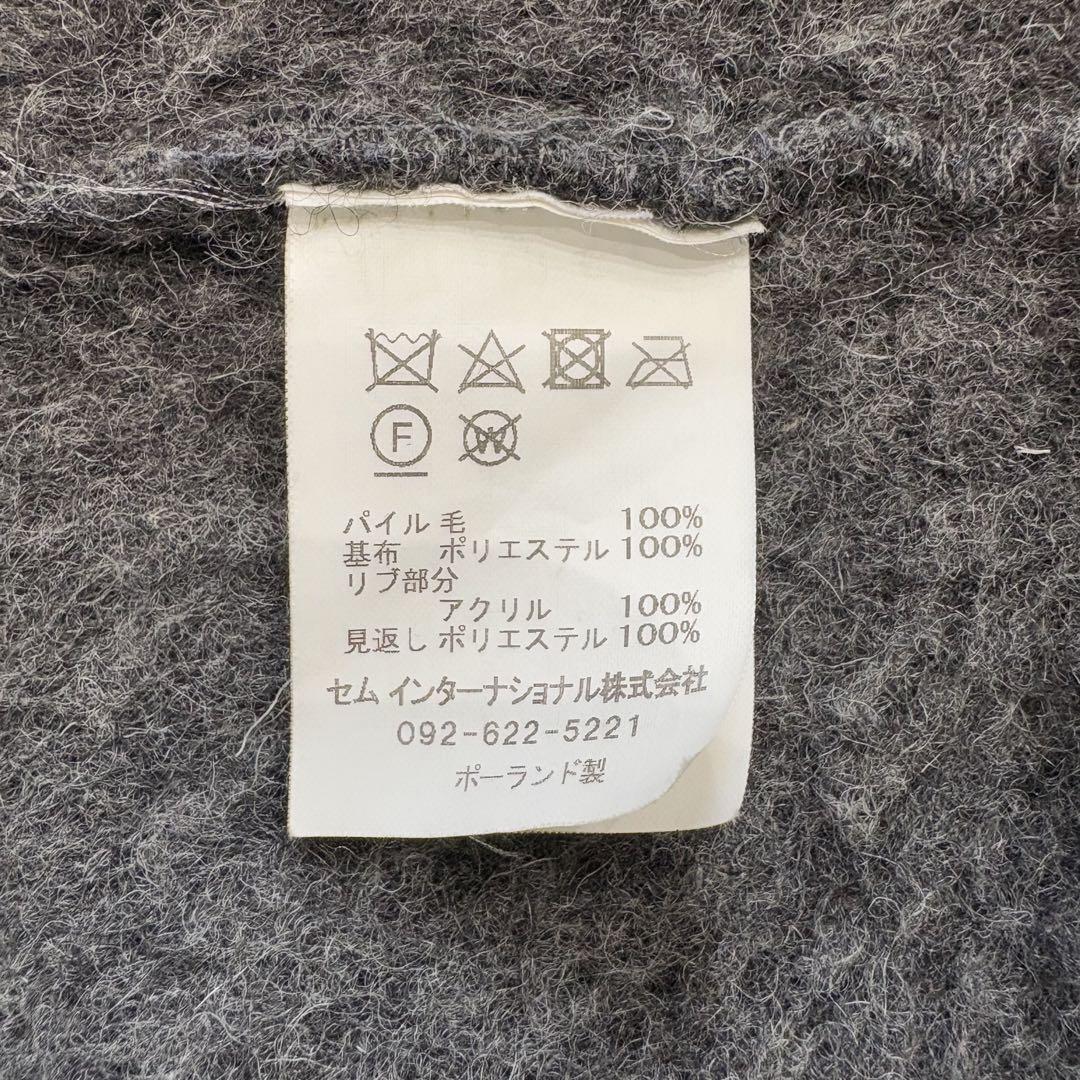 F W
パイル 毛 100%
基布 ポリエステル 100%
リブ部分
アクリル 100%
見返し ポリエステル 100%
セム インターナショナル株式会社
092-622-5221
ポーランド製